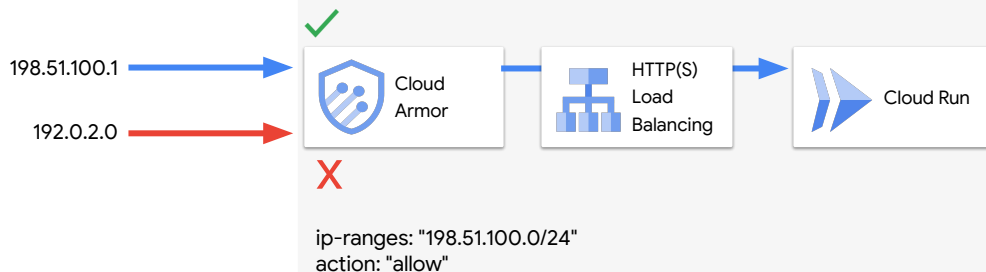 198.51.100.1
192.0.2.0
Cloud
Armor
HTTP(S)
Load
Balancing
Cloud Run
X
ip-ranges: "198.51.100.0/24"
action: "allow"